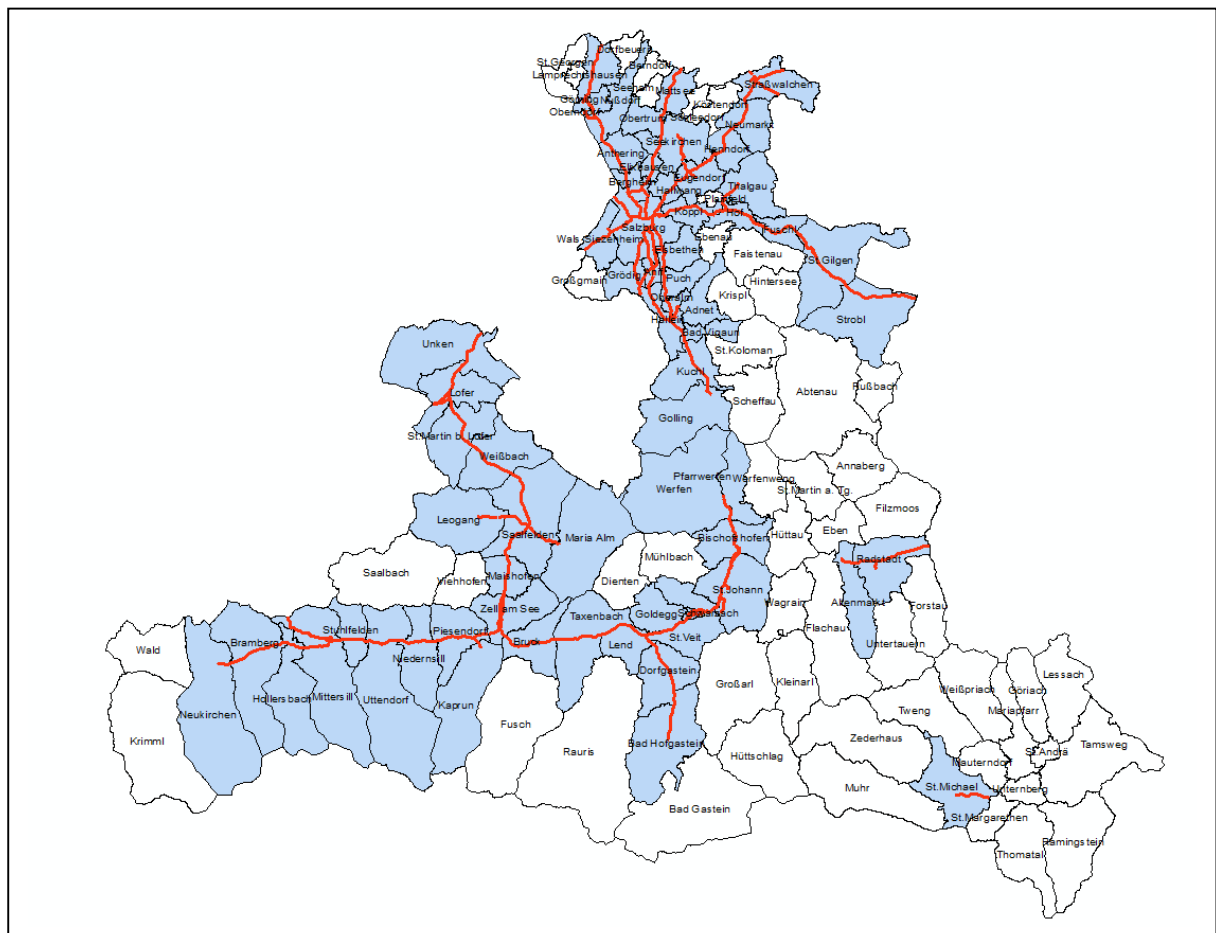 Dorfbeuern
St.Georgen
Berndorf
Lamprechtshausen
Straßwalchen
Seeham
Mattsee
Göming
Nußdorf
Köstendorf
Oberndorf
Obertrum
Schleedorf
Neumarkt
Seekirchen
Henndorf
Anthering
Elixhausen
Eugendorf
Bergheim
Hallwang
Thalgau
Plainfeld
Koppl
Hof
Salzburg
Fuschl
Wals Siezenheim
Ebenau
Elsbethen
Faistenau
St.Gilgen
Großgmain
Grödig
Anif
Puch
Hintersee
Krispl
Oberalm
Adnet
Hallein
Strobl
Bad Vigaun
Unken
St.Koloman
Kuchl
Lofer
Scheffau
Abtenau
Rußbach
Golling
St.Martin b. Lofer
Weißbach
Annaberg
Pfarrwerfen
Werfenweng
Werfen
St.Martin a. Tg.
Filzmoos
Leogang
Saalfelden
Maria Alm
Bischofshofen
Hüttau
Eben
Radstadt
Mühlbach
Saalbach
Viehhofen
Maishofen
Dienten
St.Johann
Wagrain
Altenmarkt
Forstau
Zell am See
Taxenbach
Goldegg
Schwarzach
Flachau
Stuhlfelden
Piesendorf
Untertauern
Wald
Bramberg
Bruck
Lend
St.Veit
Niedernsill
Dorfgastein
Großarl
Kleinarl
Weißpriach
Göriach
Lessach
Neukirchen
Hollersbach
Mittersill
Uttendorf
Kaprun
Fusch
Tweng
Mariapfarr
Krimml
Rauris
Bad Hofgastein
Hüttschlag
Zederhaus
Mauterndorf
St.Andrä
Tamsweg
Muhr
St.Michael
Unternberg
Bad Gastein
St.Margarethen
Thomatal
Ramingstein